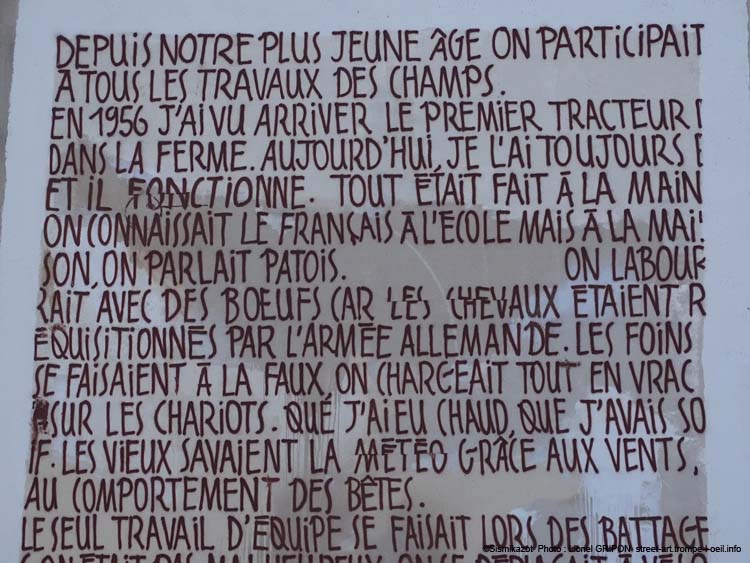 DEPUIS NOTRE PLUS JEUNE ÂGE ON PARTICIPAIT
À TOUS LES TRAVAUX DES CHAMPS.
EN 1956 J'AI VU ARRIVER LE PREMIER TRACTEUR
DANS LA FERME. AUJOURD'HUI, JE L'AI TOUJOURS E
ET IL FONCTIONNE. TOUT ÉTAIT FAIT À LA MAIN
ON CONNAISSAIT LE FRANÇAIS À L'ÉCOLE MAIS À LA MAI
SON, ON PARLAIT PATOIS. ON LABOUR
RAIT AVEC DES BOEUFS CAR LES CHEVAUX ÉTAIENT R
ÉQUISITIONNÉS PAR L'ARMÉE ALLEMANDE. LES FOINS
SE FAISAIENT À LA FAUX, ON CHARGEAIT TOUT EN VRAC
SUR LES CHARIOTS. QUÉ J'AI EU CHAUD, QUE J'AVAIS SO
IF. LES VIEUX SAVAIENT LA MÉTÉO GRÂCE AUX VENTS,
AU COMPORTEMENT DES BÊTES.
LE SEUL TRAVAIL D'ÉQUIPE SE FAISAIT LORS DES BATTAGE
©Sismikazot Photo : Lionel GRIPON street-art.trompe-l-oeil.info